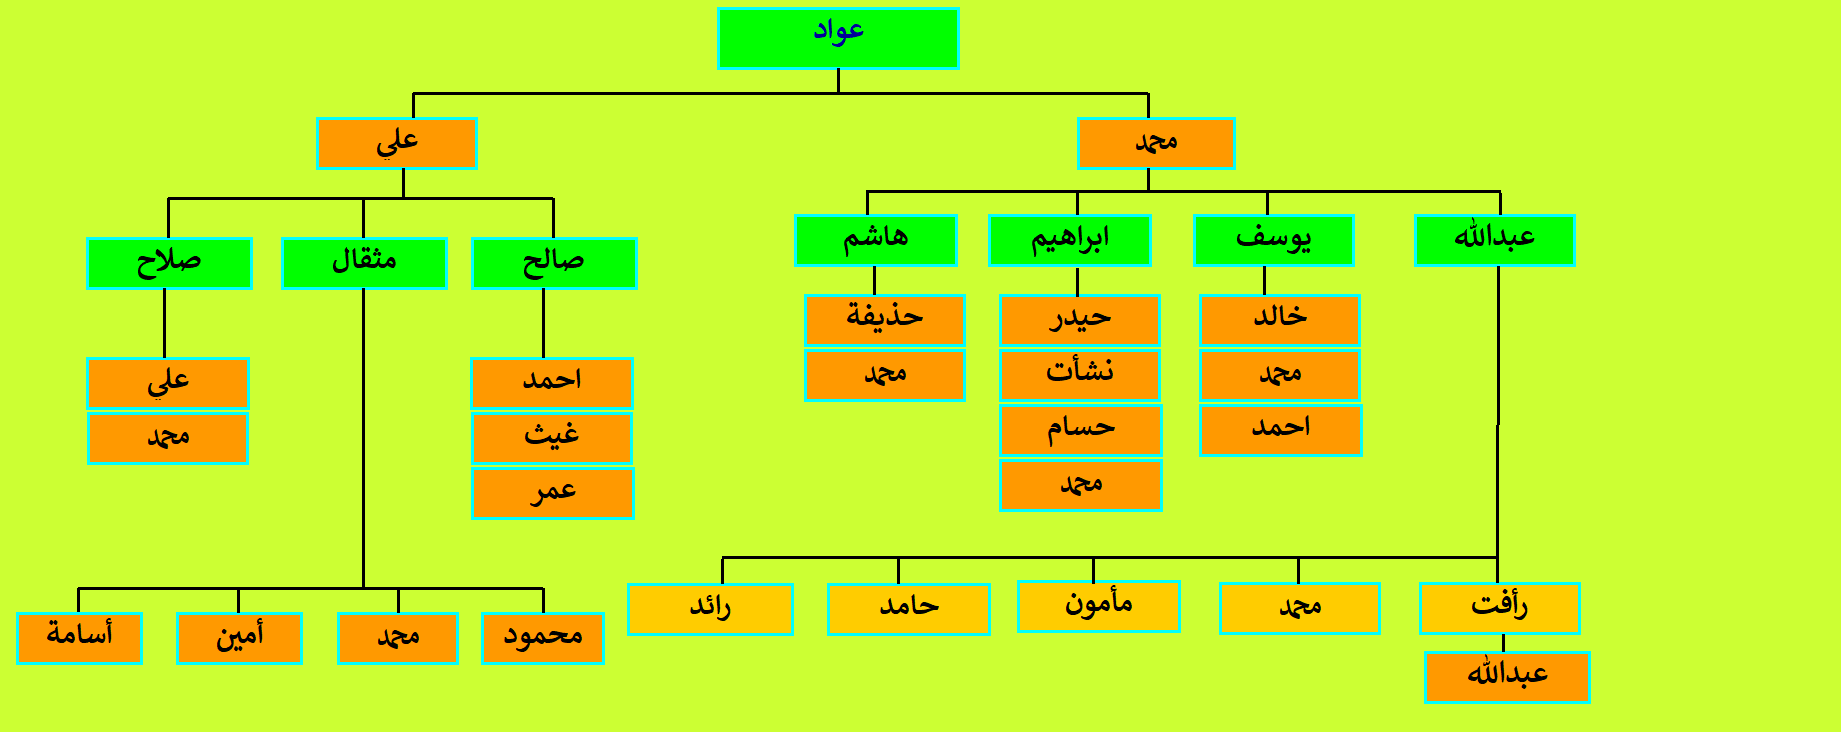 عواد
محمد
علي
عبدالله
يوسف
ابراهيم
هاشم
صالح
مثقال
صلاح
خالد
حيدر
حذيفة
محمد
نشأت
محمد
احمد
حسام
محمد
احمد
غيث
عمر
علي
محمد
رأفت
محمد
مأمون
حامد
رائد
محمود
محمد
أمين
أسامة
عبدالله